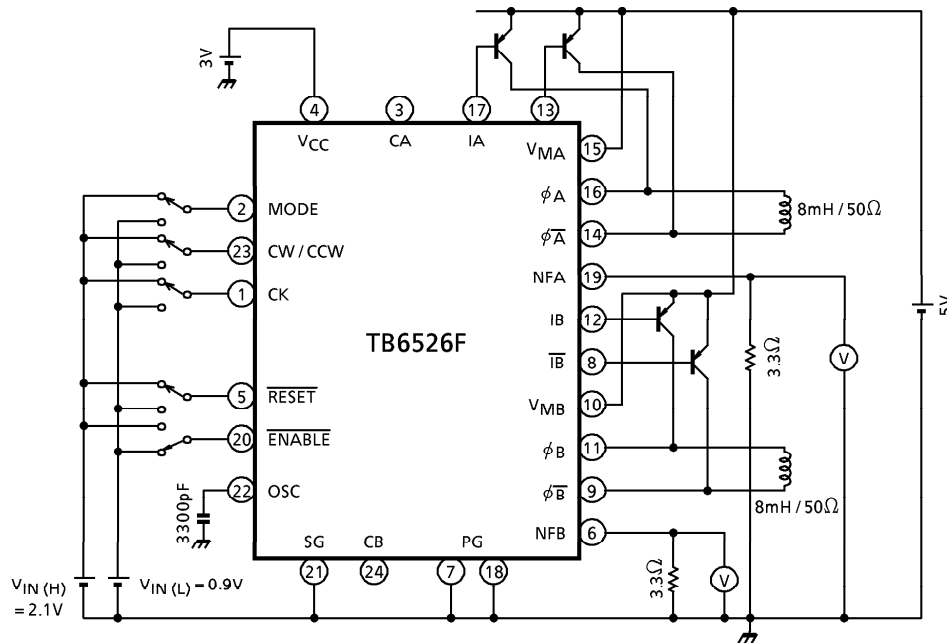 3V
4
3
17
13
VCC
CA
IA
VMA
15
2
MODE
ϕA
16
8mH / 50Ω
23
CW / CCW
ϕA̅
14
1
CK
NFA
19
IB
12
5V
TB6526F
I̅B̅
8
3.3Ω
V
5
R̅E̅S̅E̅T̅
VMB
10
20
E̅N̅A̅B̅L̅E̅
ϕB
11
22
OSC
ϕB̅
9
8mH / 50Ω
3300pF
NFB
6
SG
CB
PG
21
24
7
18
3.3Ω
V
VIN (H)
= 2.1V
VIN (L) = 0.9V